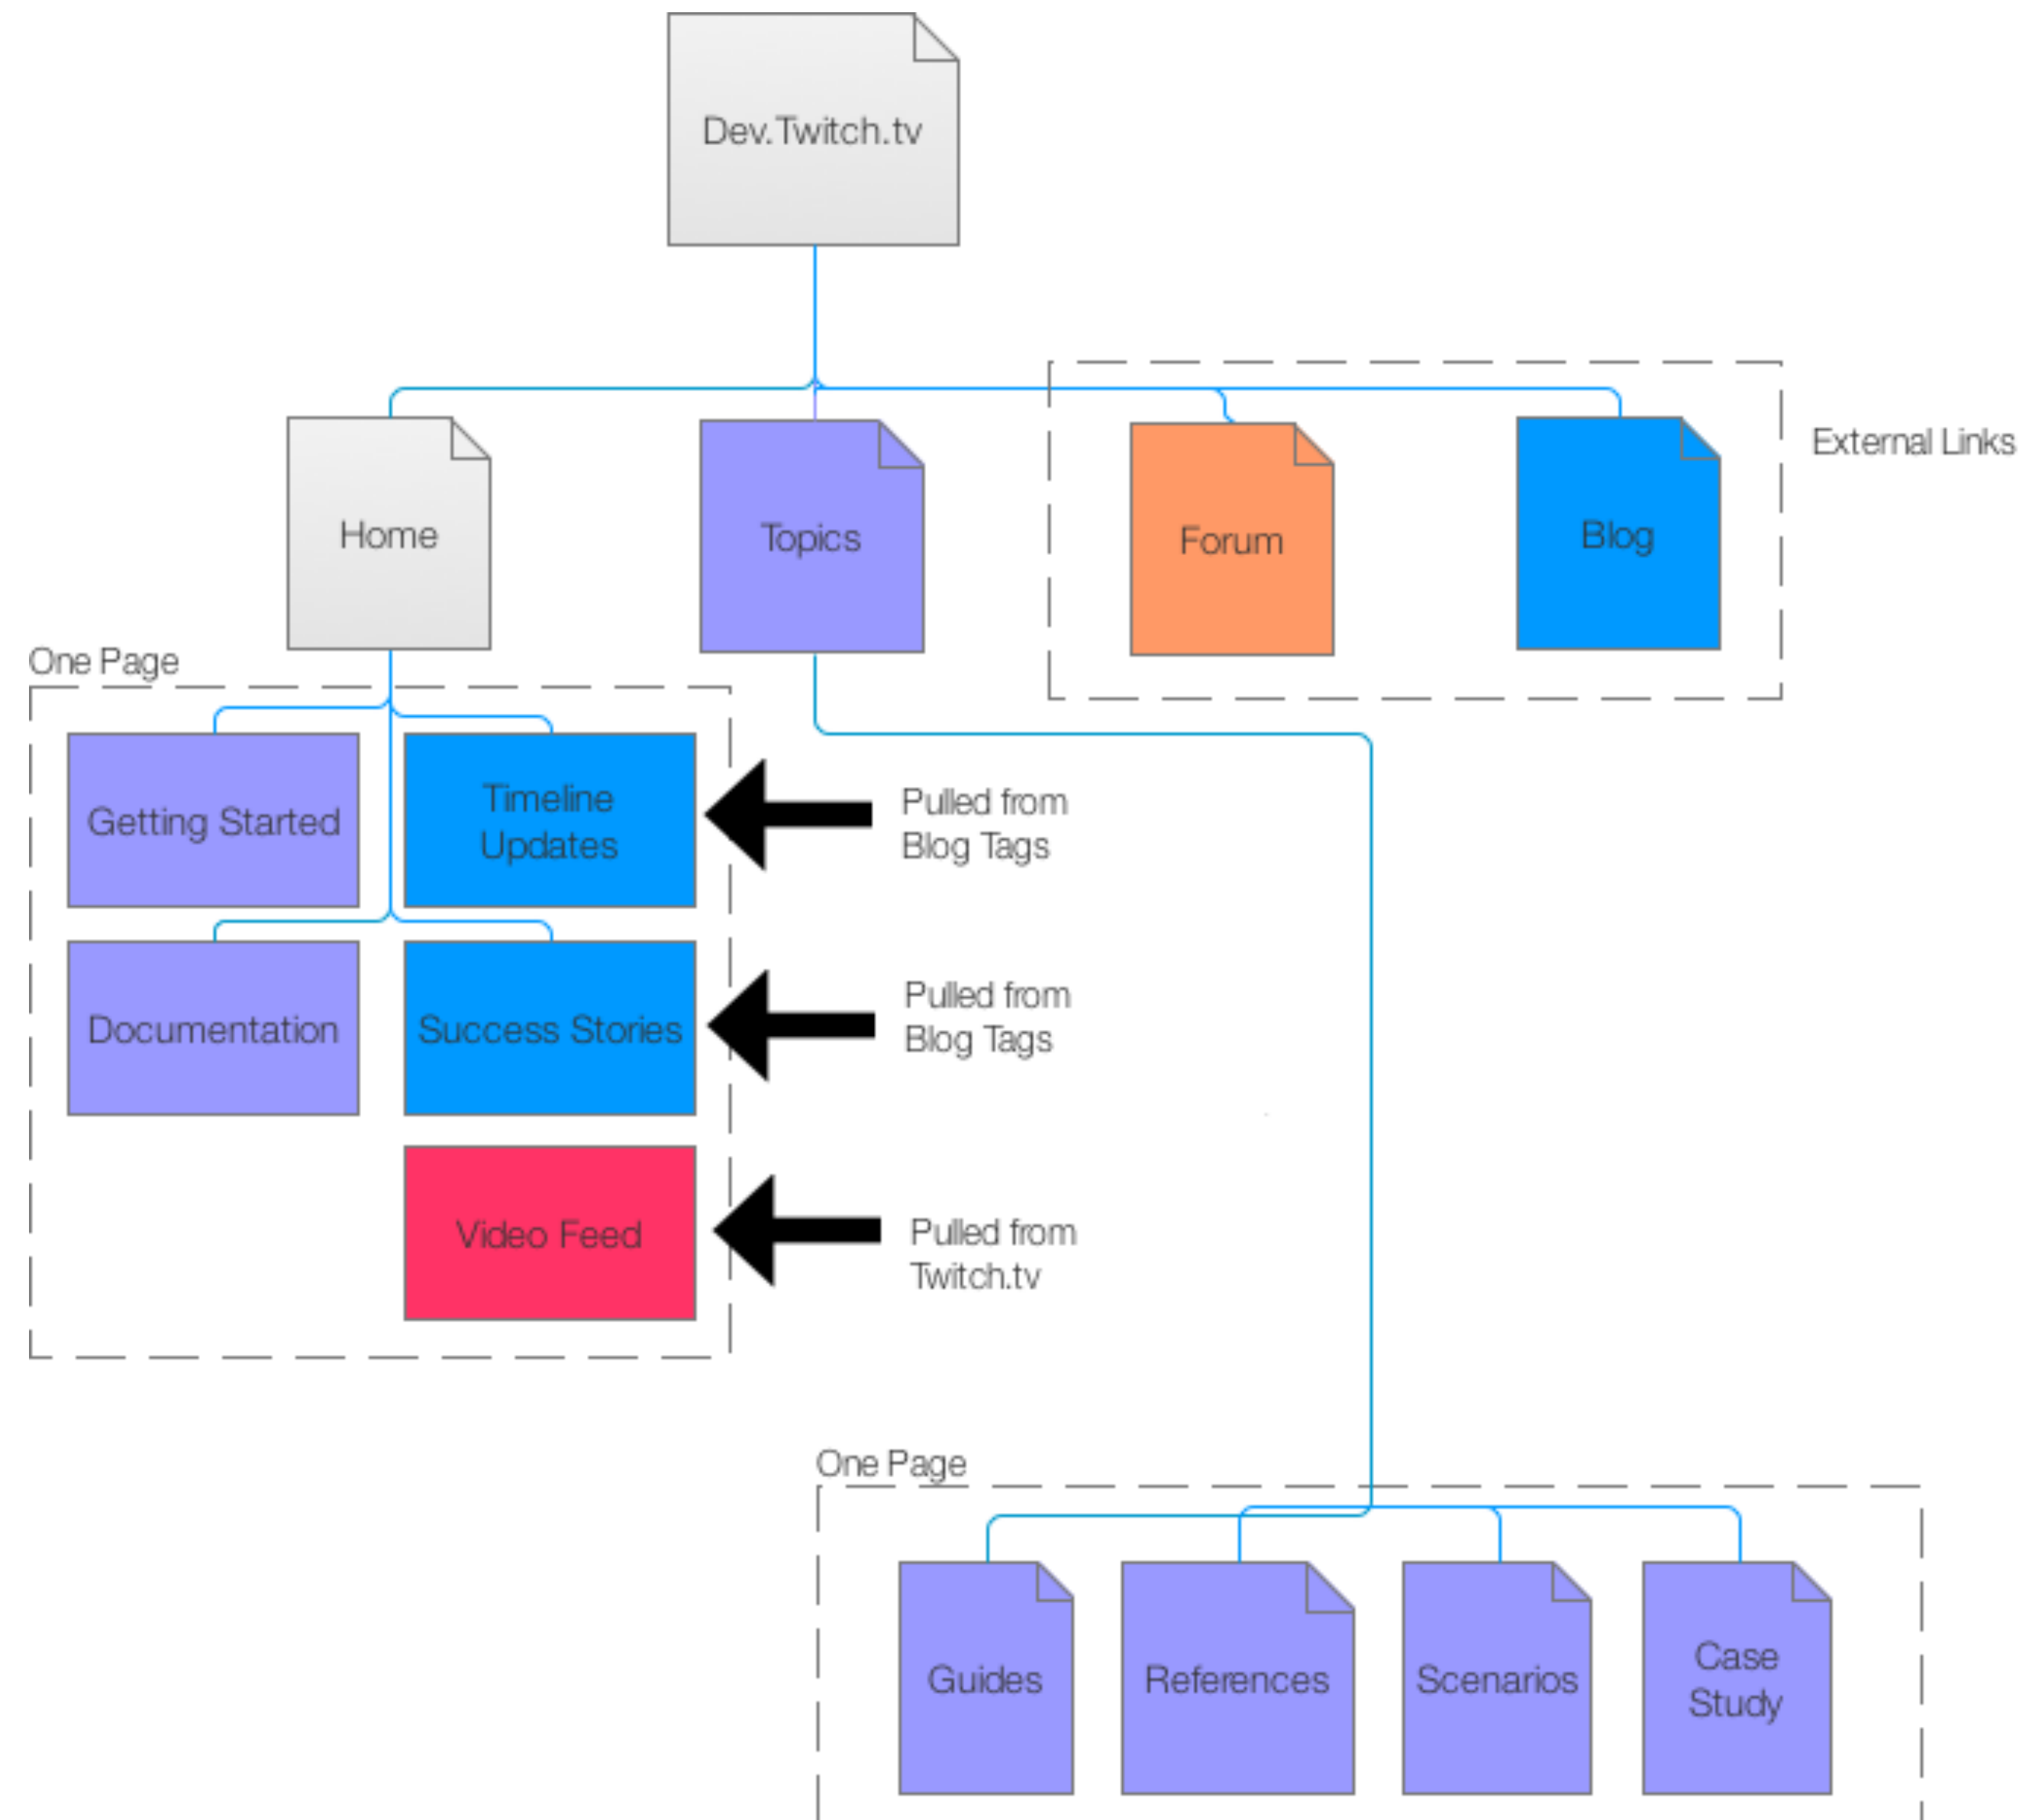 Dev.Twitch.tv
Home
Topics
Forum
Blog
External Links
One Page
Getting Started
Timeline
Updates
Pulled from
Blog Tags
Documentation
Success Stories
Pulled from
Blog Tags
Video Feed
Pulled from
Twitch.tv
One Page
Guides
References
Scenarios
Case
Study